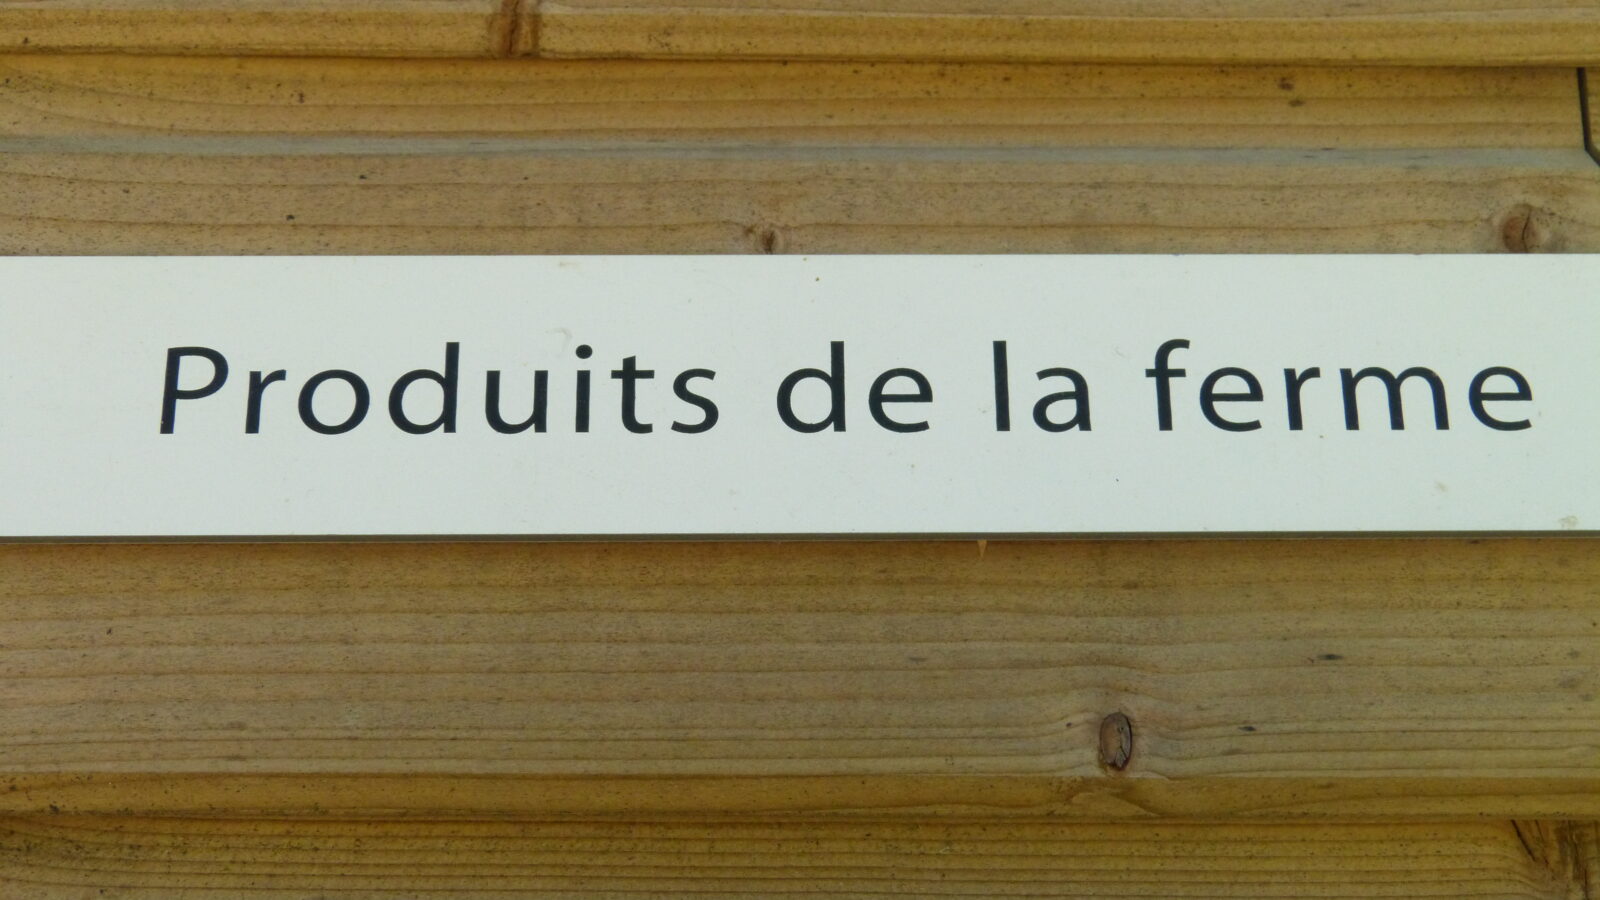 Produits de la ferme